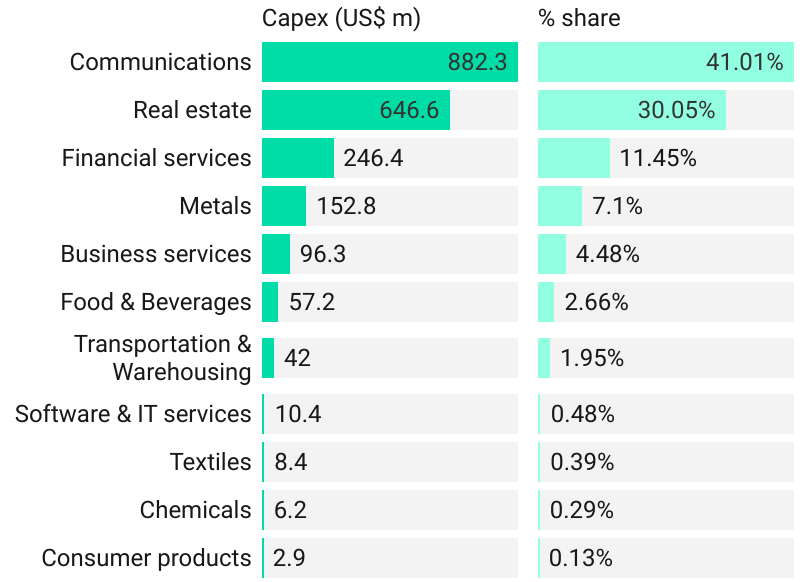 Capex (US$ m) % share
Communications 882.3 41.01%
Real estate 646.6 30.05%
Financial services 246.4 11.45%
Metals 152.8 7.1%
Business services 96.3 4.48%
Food & Beverages 57.2 2.66%
Transportation &
Warehousing 42 1.95%
Software & IT services 10.4 0.48%
Textiles 8.4 0.39%
Chemicals 6.2 0.29%
Consumer products 2.9 0.13%